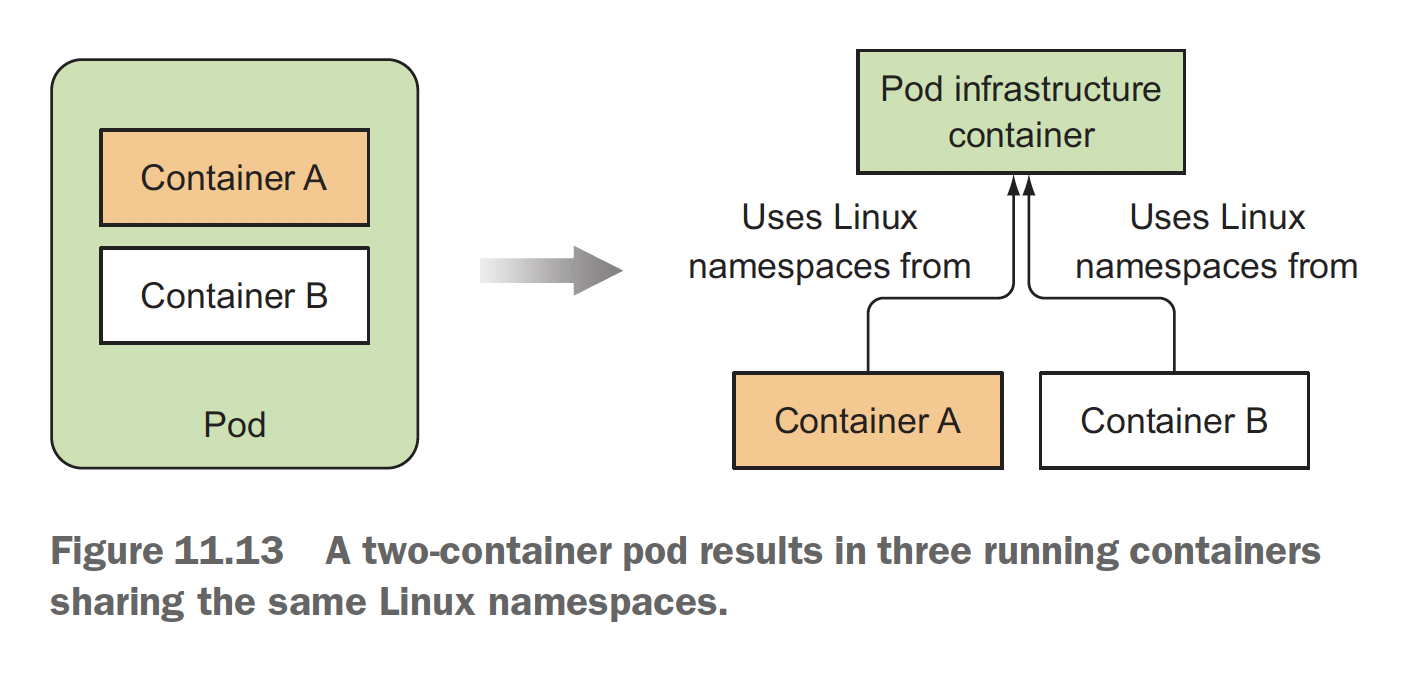 Container A
Container B
Pod
Pod infrastructure
container
Uses Linux
namespaces from
Uses Linux
namespaces from
Container A
Container B
Figure 11.13 A two-container pod results in three running containers
sharing the same Linux namespaces.